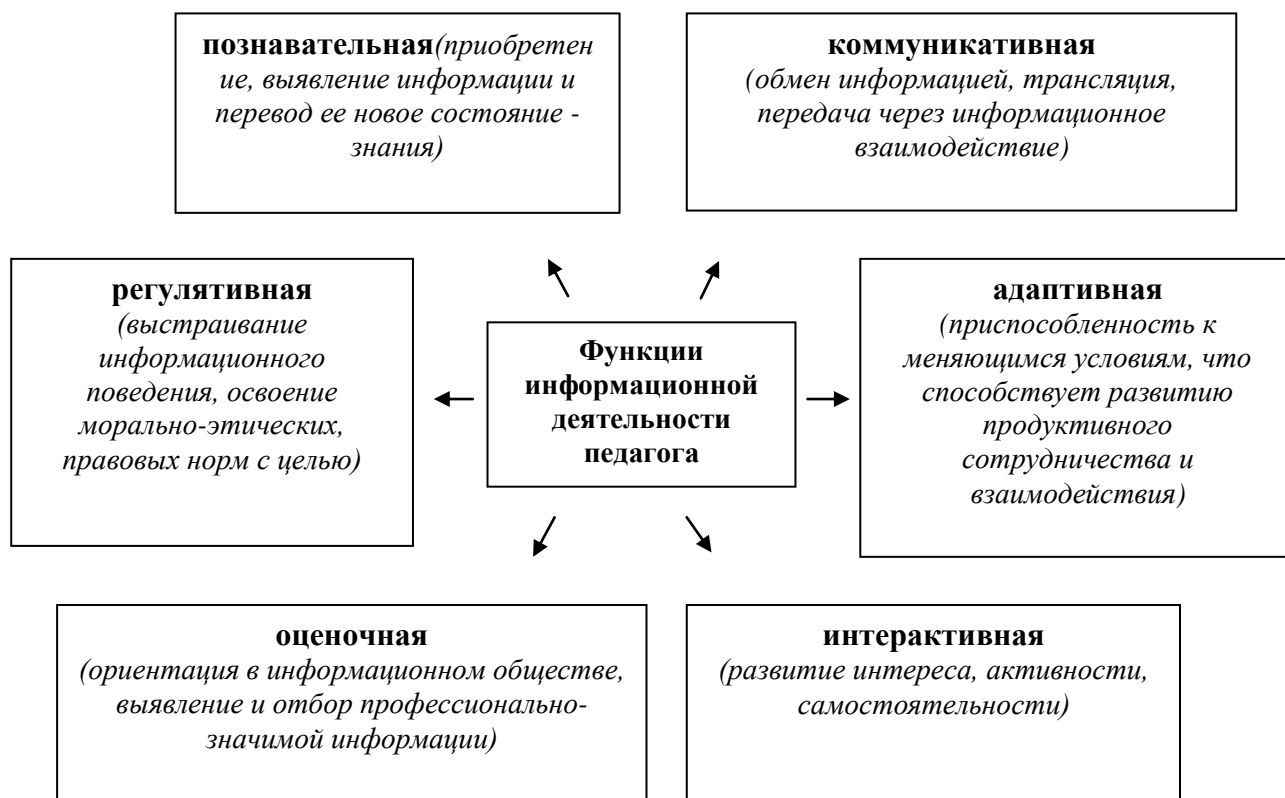 познавательная(приобретен
ие, выявление информации и
перевод ее новое состояние -
знания)
коммуникативная
(обмен информацией, трансляция,
передача через информационное
взаимодействие)
регулятивная
(выстраивание
информационного
поведения, освоение
морально-этических,
правовых норм с целью)
Функции
информационной
деятельности
педагога
адаптивная
(приспособленность к
меняющимся условиям, что
способствует развитию
продуктивного
сотрудничества и
взаимодействия)
оценочная
(ориентация в информационном обществе,
выявление и отбор профессионально-
значимой информации)
интерактивная
(развитие интереса, активности,
самостоятельности)